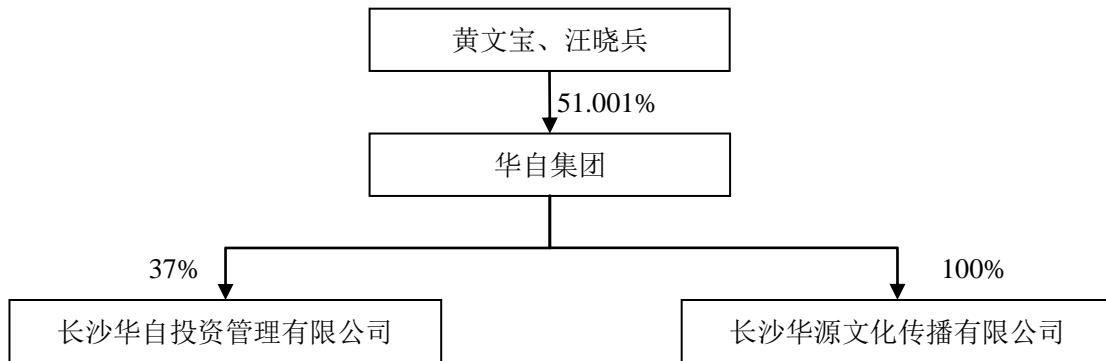 黄文宝、汪晓兵
51.001%
华自集团
37%
100%
长沙华自投资管理有限公司
长沙华源文化传播有限公司